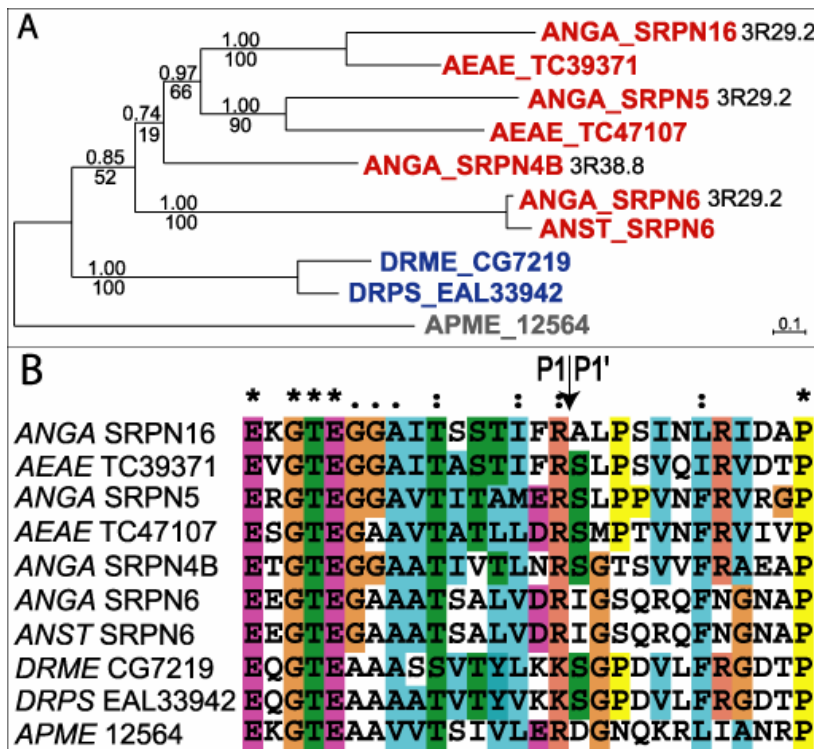 A
1.00
100
ANGA_SRPN16 3R29.2
AEAE_TC39371
0.97
66
1.00
90
ANGA_SRPN5 3R29.2
AEAE_TC47107
0.74
19
ANGA_SRPN4B 3R38.8
0.85
52
1.00
100
ANGA_SRPN6 3R29.2
ANST_SRPN6
1.00
100
DRME_CG7219
DRPS_EAL33942
APME_12564
0.1
B
P1 P1'
* *** . . . : : : : *
ANGA SRPN16 EKGTEGGAITSSTIFRALPSINLRIDAP
AEAE TC39371 EVGTEGGAITASTIFRSLPSVQIRVDTP
ANGA SRPN5 ERGTEGGAVTITAMERSLPPVNFRVRGP
AEAE TC47107 ESGTEGAAVTATLLDRSMPTVNFRVIVP
ANGA SRPN4B ETGTEGGAATIVTLNRSGTSVVFRAEAP
ANGA SRPN6 EEGTEGAAATSALVDRIGSQRQFNGNAP
ANST SRPN6 EEGTEGAAATSALVDRIGSQRQFNGNAP
DRME CG7219 EQGTEAAASSVTYLKKSGPDVLFRGDTP
DRPS EAL33942 EQGTEAAAATVTYVKKSGPDVLFRGDTP
APME 12564 EKGTEAAVVTSIVLERDGNQKRLIANRP